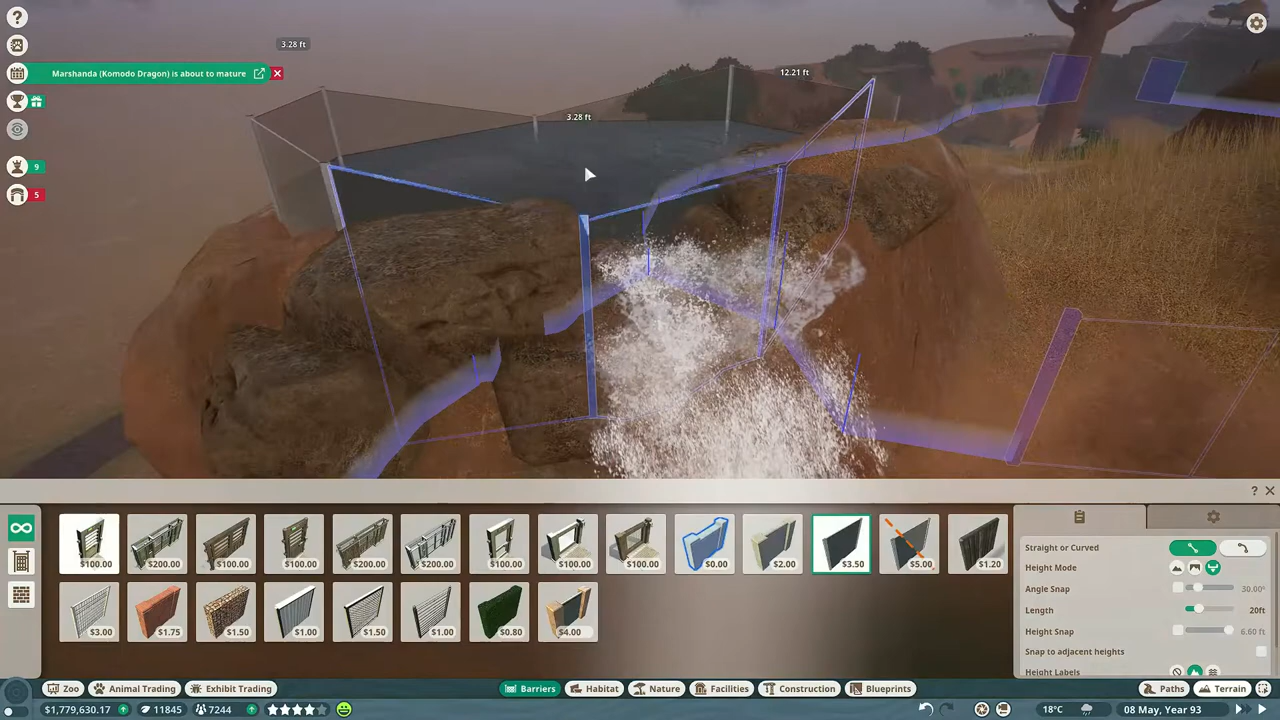 ?
3.28 ft
12.21 ft
Marshanda (Komodo Dragon) is about to mature
3.28 ft
9
5
?
$100.00 $200.00 $100.00 $100.00 $200.00 $200.00 $100.00 $100.00 $100.00 $0.00 $2.00 $3.50 $5.00 $1.20
$3.00 $1.75 $1.50 $1.00 $1.50 $1.00 $0.80 $4.00
Straight or Curved
Height Mode
Angle Snap 30.00°
Length 20ft
Height Snap 6.60 ft
Snap to adjacent heights
Height Labels
Zoo Animal Trading Exhibit Trading Barriers Habitat Nature Facilities Construction Blueprints Paths Terrain
$1,779,630.17 11845 7244 18°C 08 May, Year 93